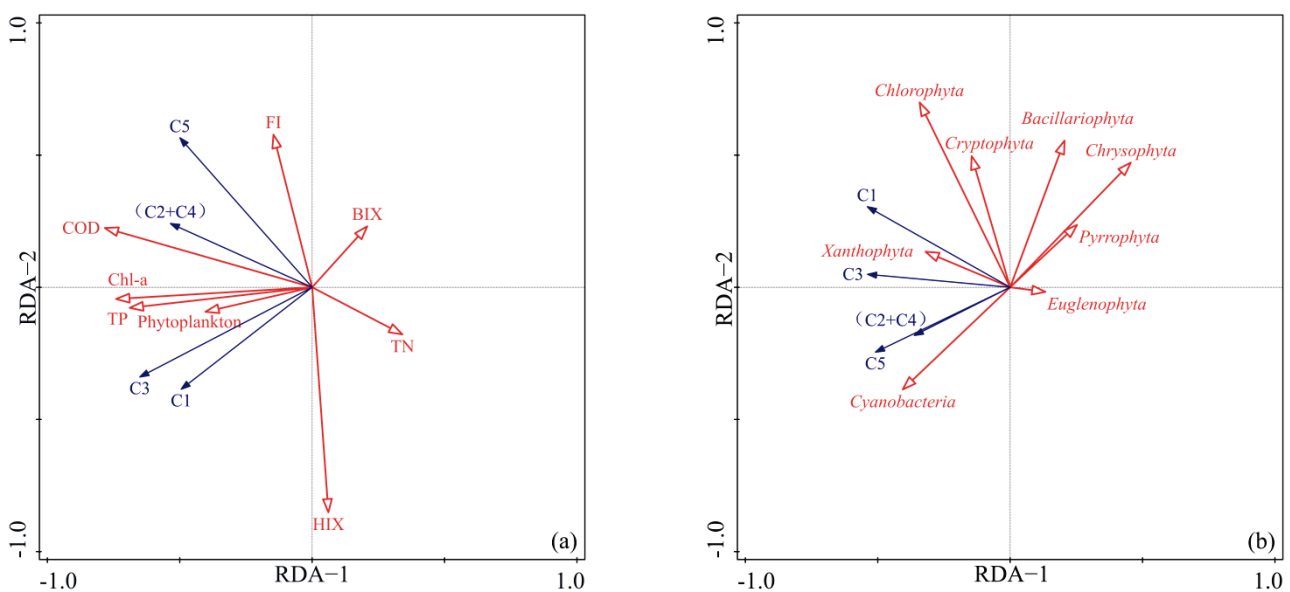 1.0
C5
FI
（C2+C4）
BIX
COD
Chl-a
TP
Phytoplankton
TN
C3
C1
HIX
RDA-2
-1.0
(a)
-1.0
RDA-1
1.0
1.0
Chlorophyta
Bacillariophyta
Cryptophyta
Chrysophyta
C1
Pyrrophyta
Xanthophyta
C3
Euglenophyta
（C2+C4）
C5
Cyanobacteria
RDA-2
-1.0
(b)
-1.0
RDA-1
1.0